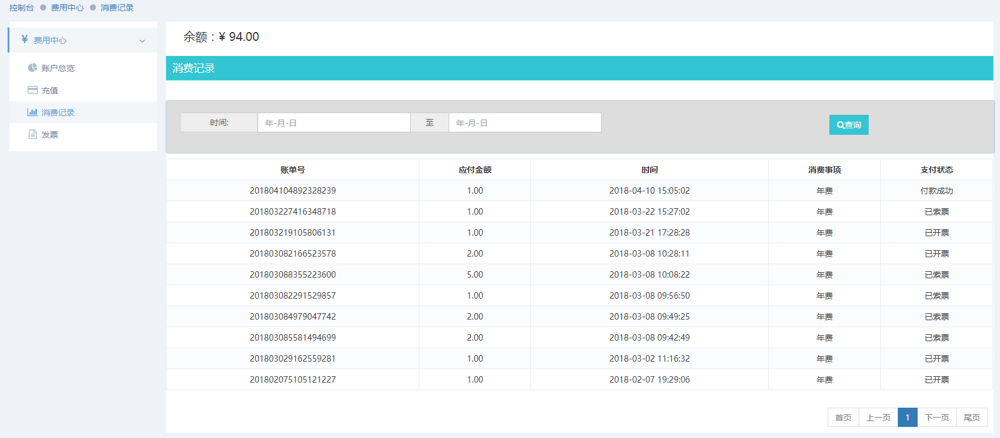 控制台 费用中心 消费记录
¥ 费用中心
账户总览
充值
消费记录
发票
余额：¥ 94.00
消费记录
时间: 年-月-日 至 年-月-日 查询
账单号 应付金额 时间 消费事项 支付状态
201804104892328239 1.00 2018-04-10 15:05:02 年费 付款成功
201803227416348718 1.00 2018-03-22 15:27:02 年费 已索票
201803219105806131 1.00 2018-03-21 17:28:28 年费 已开票
201803082166523578 2.00 2018-03-08 10:28:11 年费 已开票
201803088355223600 5.00 2018-03-08 10:08:22 年费 已索票
201803082291529857 1.00 2018-03-08 09:56:50 年费 已索票
201803084979047742 2.00 2018-03-08 09:49:25 年费 已索票
201803085581494699 2.00 2018-03-08 09:42:49 年费 已索票
201803029162559281 1.00 2018-03-02 11:16:32 年费 已开票
201802075105121227 1.00 2018-02-07 19:29:06 年费 已开票
首页 上一页 1 下一页 尾页